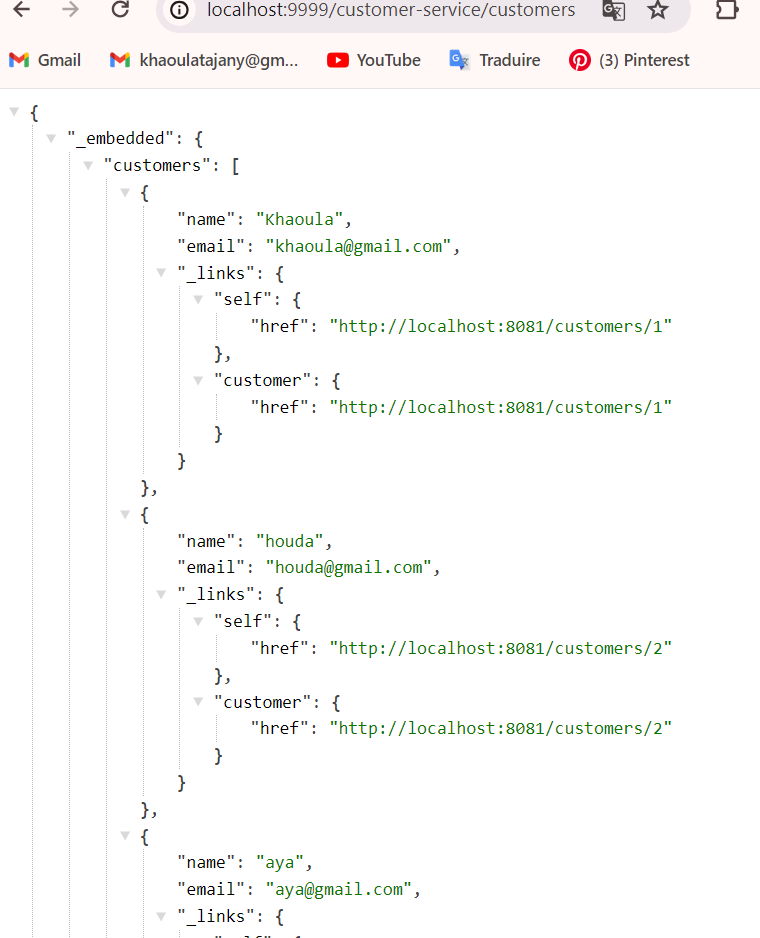 localhost:9999/customer-service/customers
Gmail khaoulatajany@gm... YouTube Traduire (3) Pinterest
{
"_embedded": {
"customers": [
{
"name": "Khaoula",
"email": "khaoula@gmail.com",
"_links": {
"self": {
"href": "http://localhost:8081/customers/1"
},
"customer": {
"href": "http://localhost:8081/customers/1"
}
}
},
{
"name": "houda",
"email": "houda@gmail.com",
"_links": {
"self": {
"href": "http://localhost:8081/customers/2"
},
"customer": {
"href": "http://localhost:8081/customers/2"
}
}
},
{
"name": "aya",
"email": "aya@gmail.com",
"_links": {